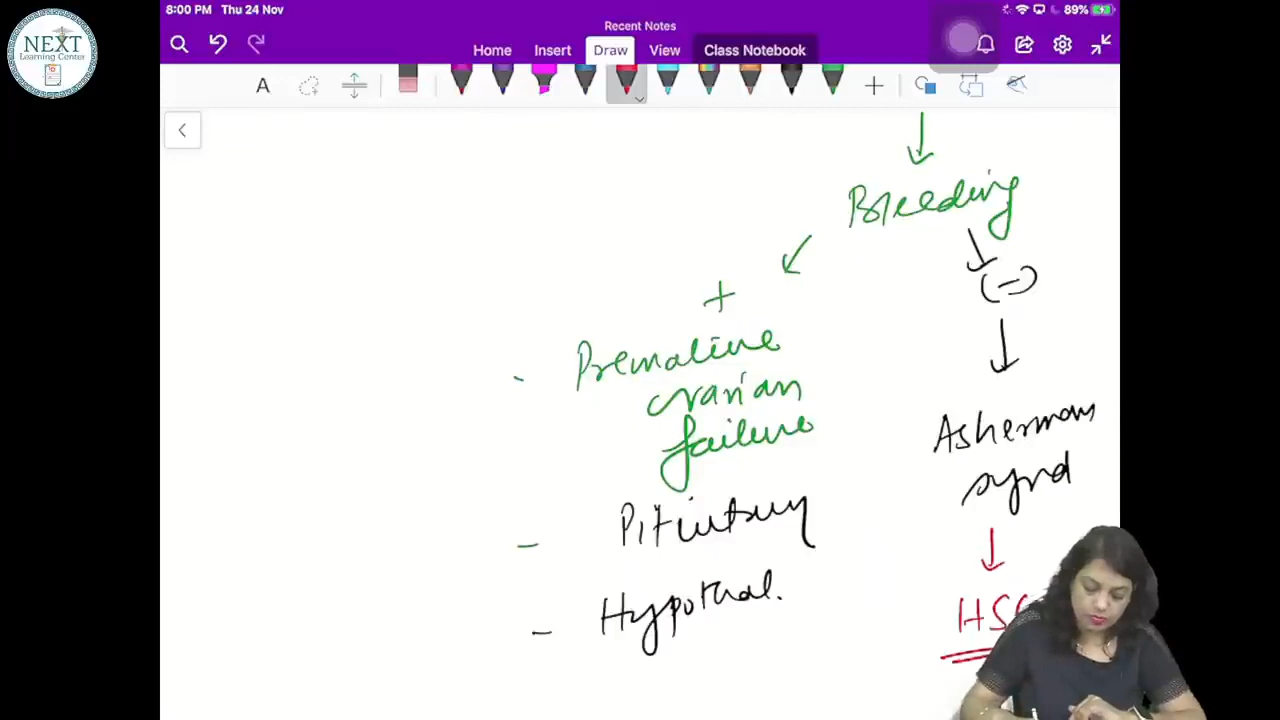 8:00 PM Thu 24 Nov
89%
Recent Notes
Home Insert Draw View Class Notebook
NEXT
Learning Center
A
Bleeding
+
(-)
Premature
ovarian
failure
Ashermans
synd
- Pituitary
- Hypothal.